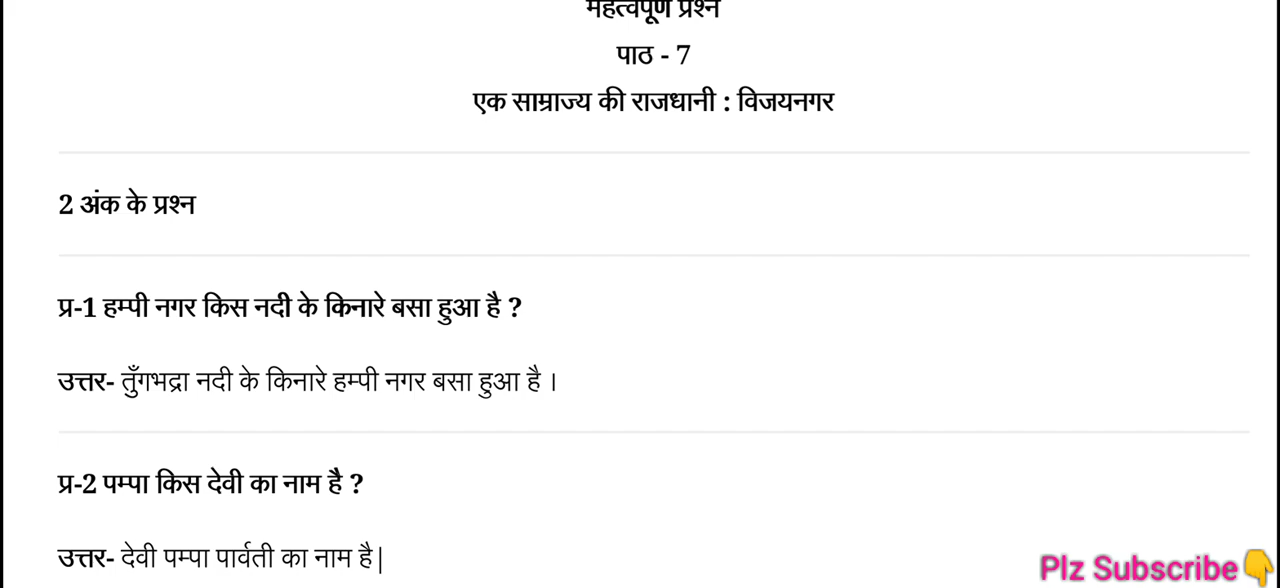 महत्वपूर्ण प्रश्न
पाठ - 7
एक साम्राज्य की राजधानी : विजयनगर
2 अंक के प्रश्न
प्र-1 हम्पी नगर किस नदी के किनारे बसा हुआ है ?
उत्तर- तुँगभद्रा नदी के किनारे हम्पी नगर बसा हुआ है ।
प्र-2 पम्पा किस देवी का नाम है ?
उत्तर- देवी पम्पा पार्वती का नाम है|
Plz Subscribe👇